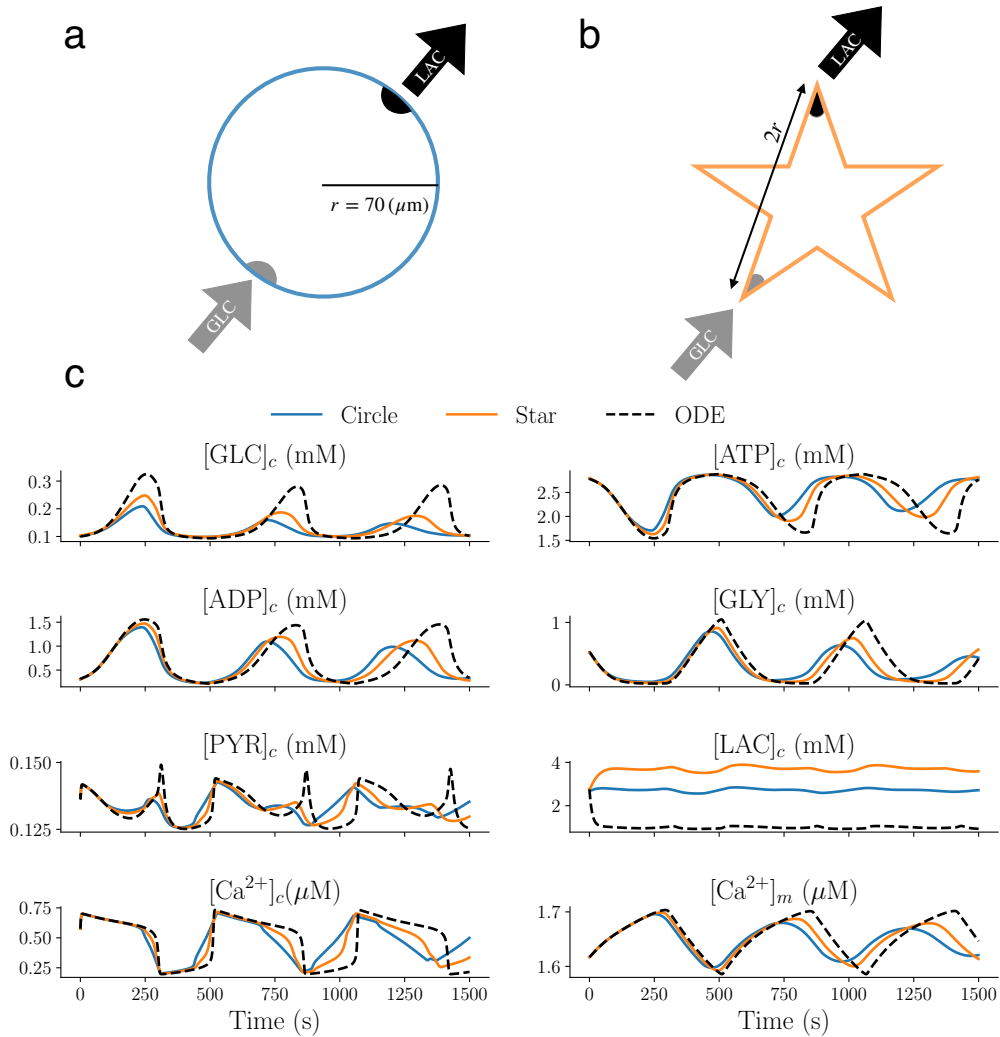 a
b
LAC
LAC
r = 70 (μm)
2r
GLC
GLC
c
Circle Star ODE
[GLC]c (mM)
0.3
0.2
0.1
[ATP]c (mM)
2.5
2.0
1.5
[ADP]c (mM)
1.5
1.0
0.5
[GLY]c (mM)
1
0
[PYR]c (mM)
0.150
0.125
[LAC]c (mM)
4
2
[Ca2+]c(μM)
0.75
0.50
0.25
0 250 500 750 1000 1250 1500
Time (s)
[Ca2+]m (μM)
1.7
1.6
0 250 500 750 1000 1250 1500
Time (s)